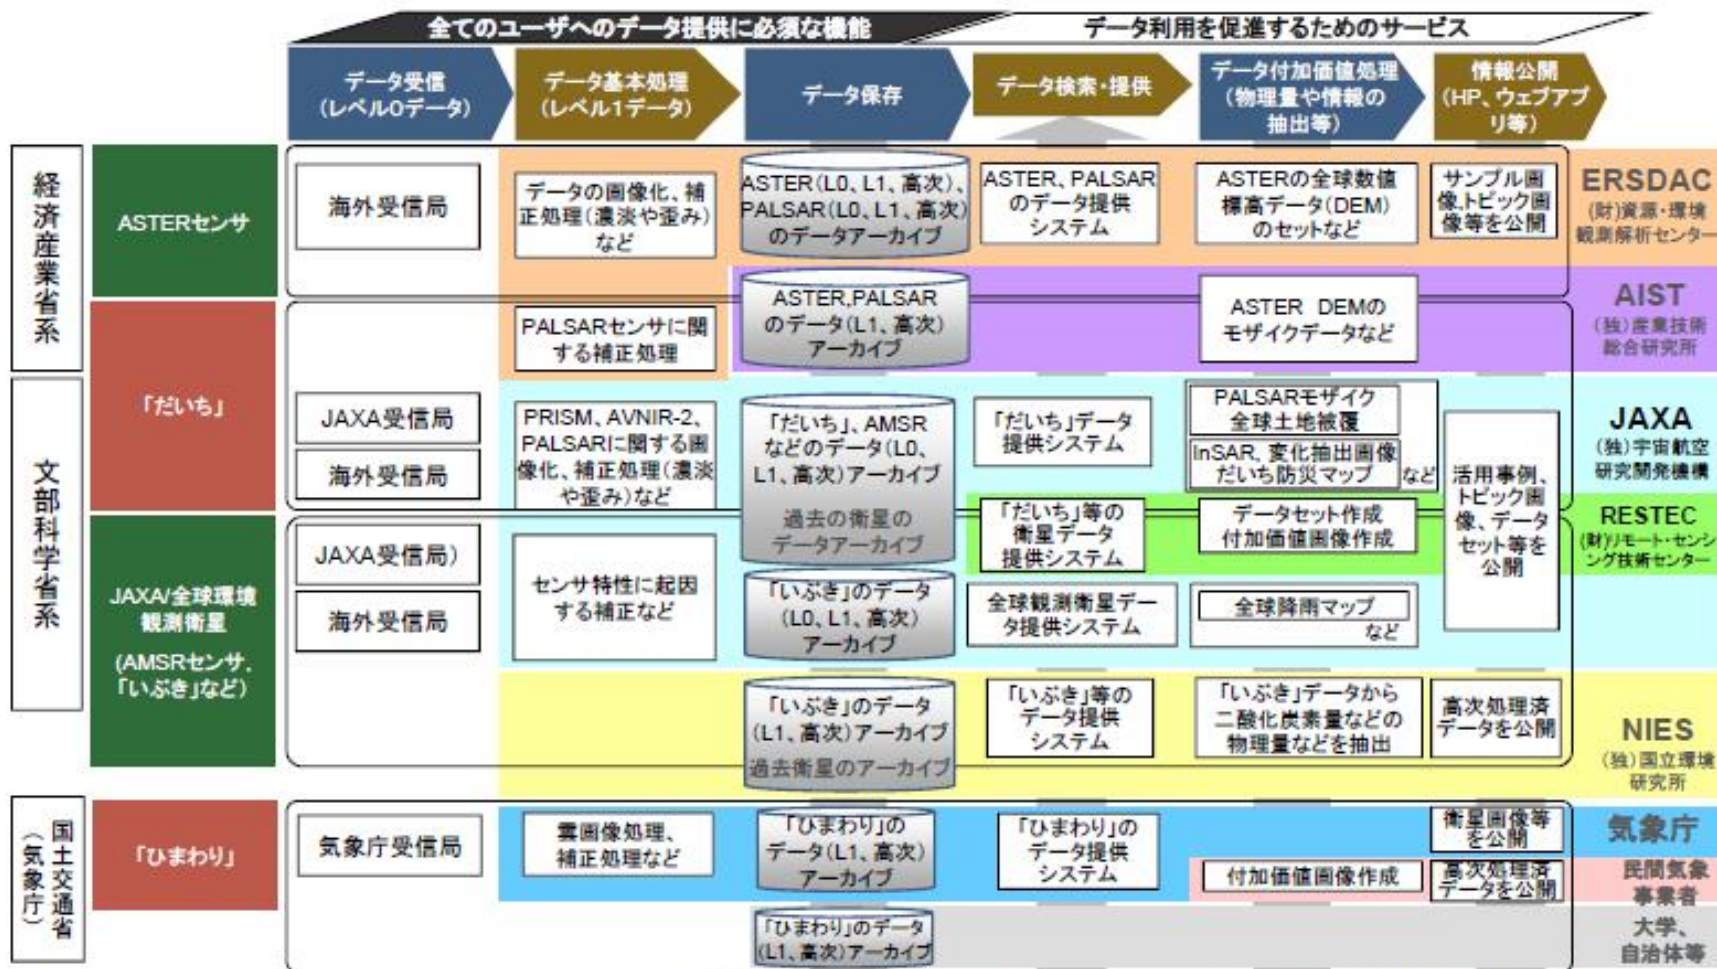 全てのユーザへのデータ提供に必須な機能
データ利用を促進するためのサービス
データ受信
(レベル0データ)
データ基本処理
(レベル1データ)
データ保存
データ検索・提供
データ付加価値処理
(物理量や情報の
抽出等)
情報公開
(HP、ウェブアプ
リ等)
経済産業省系
ASTERセンサ
海外受信局
データの画像化、補
正処理(濃淡や歪み)
など
ASTER(L0、L1、高次)、
PALSAR(L0、L1、高次)
のデータアーカイブ
ASTER、PALSAR
のデータ提供
システム
ASTERの全球数値
標高データ(DEM)
のセットなど
サンプル画
像、トピック画
像等を公開
ERSDAC
(財)資源・環境
観測解析センター
PALSARセンサに関
する補正処理
ASTER,PALSAR
のデータ(L1、高次)
アーカイブ
ASTER DEMの
モザイクデータなど
AIST
(独)産業技術
総合研究所
文部科学省系
「だいち」
JAXA受信局
海外受信局
PRISM、AVNIR-2、
PALSARに関する画
像化、補正処理(濃淡
や歪み)など
「だいち」、AMSR
などのデータ(L0、
L1、高次)アーカイブ
過去の衛星の
データアーカイブ
「だいち」データ
提供システム
PALSARモザイク
全球土地被覆
InSAR、変化抽出画像
だいち防災マップ
など
活用事例、
トピック画
像、データ
セット等を
公開
JAXA
(独)宇宙航空
研究開発機構
「だいち」等の
衛星データ
提供システム
データセット作成
付加価値画像作成
RESTEC
(財)リモート・センシ
ング技術センター
JAXA/全球環境
観測衛星
(AMSRセンサ、
「いぶき」など)
JAXA受信局)
海外受信局
センサ特性に起因
する補正など
「いぶき」のデータ
(L0、L1、高次)
アーカイブ
全球観測衛星デー
タ提供システム
全球降雨マップ
など
「いぶき」のデータ
(L1、高次)アーカイブ
過去衛星のアーカイブ
「いぶき」等の
データ提供
システム
「いぶき」データから
二酸化炭素量などの
物理量などを抽出
高次処理済
データを公開
NIES
(独)国立環境
研究所
国土交通省
(気象庁)
「ひまわり」
気象庁受信局
雲画像処理、
補正処理など
「ひまわり」の
データ(L1、高次)
アーカイブ
「ひまわり」の
データ提供
システム
衛星画像等
を公開
気象庁
付加価値画像作成
高次処理済
データを公開
民間気象
事業者
「ひまわり」のデータ
(L1、高次)アーカイブ
大学、
自治体等